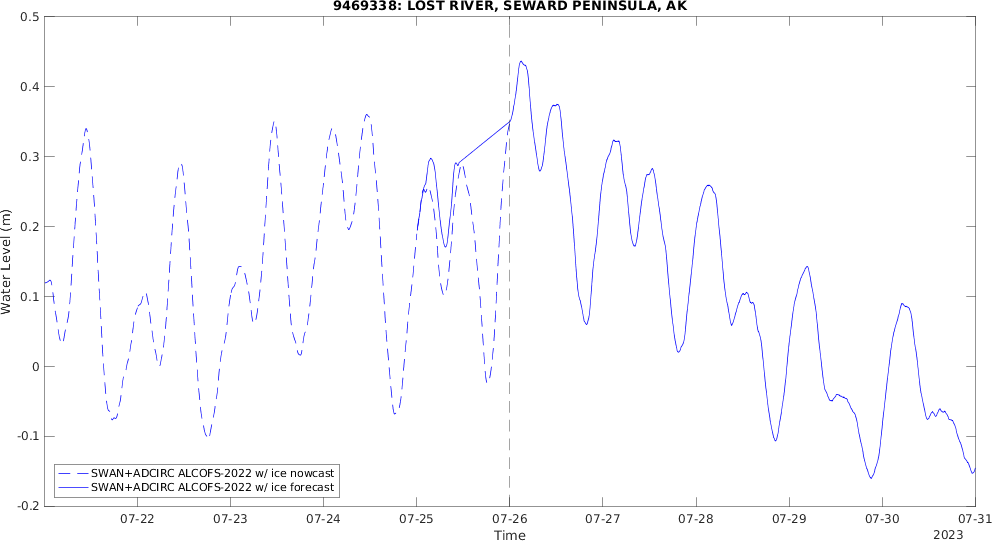 9469338: LOST RIVER, SEWARD PENINSULA, AK
0.5
0.4
0.3
0.2
0.1
0
-0.1
-0.2
Water Level (m)
SWAN+ADCIRC ALCOFS-2022 w/ ice nowcast
SWAN+ADCIRC ALCOFS-2022 w/ ice forecast
07-22 07-23 07-24 07-25 07-26 07-27 07-28 07-29 07-30 07-31
Time
2023